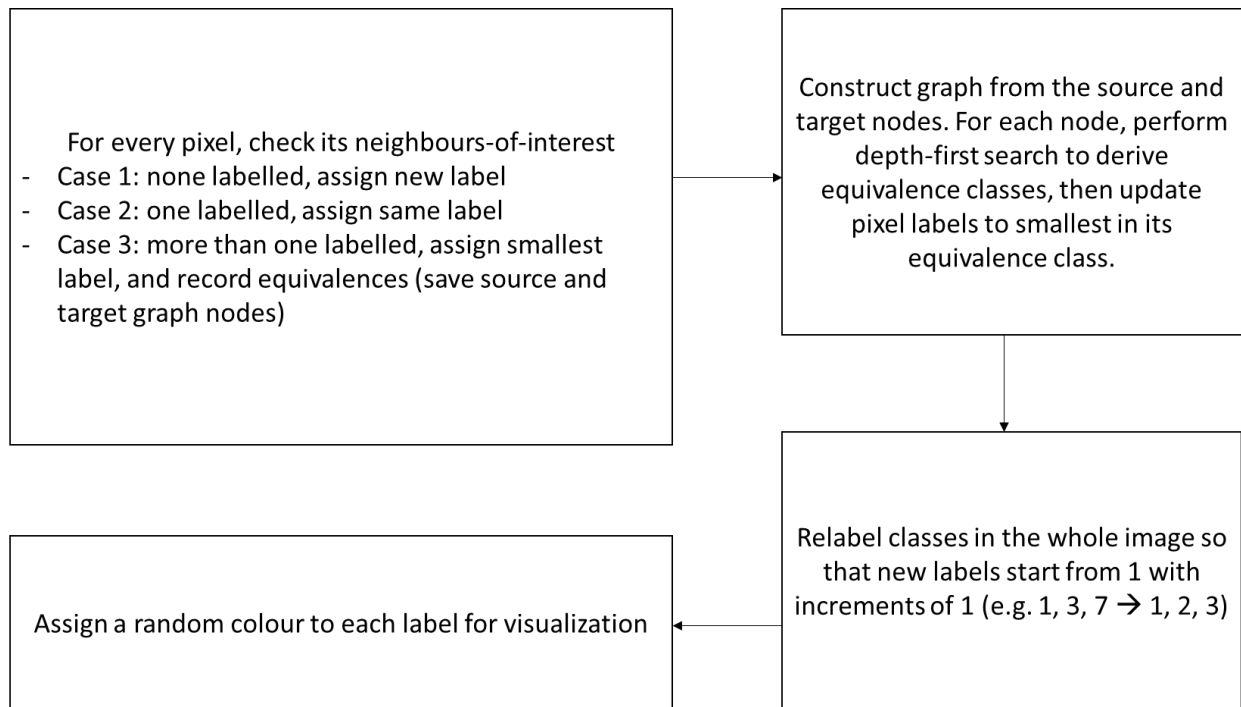 For every pixel, check its neighbours-of-interest
- Case 1: none labelled, assign new label
- Case 2: one labelled, assign same label
- Case 3: more than one labelled, assign smallest
label, and record equivalences (save source and
target graph nodes)
Construct graph from the source and
target nodes. For each node, perform
depth-first search to derive
equivalence classes, then update
pixel labels to smallest in its
equivalence class.
Relabel classes in the whole image so
that new labels start from 1 with
increments of 1 (e.g. 1, 3, 7 → 1, 2, 3)
Assign a random colour to each label for visualization